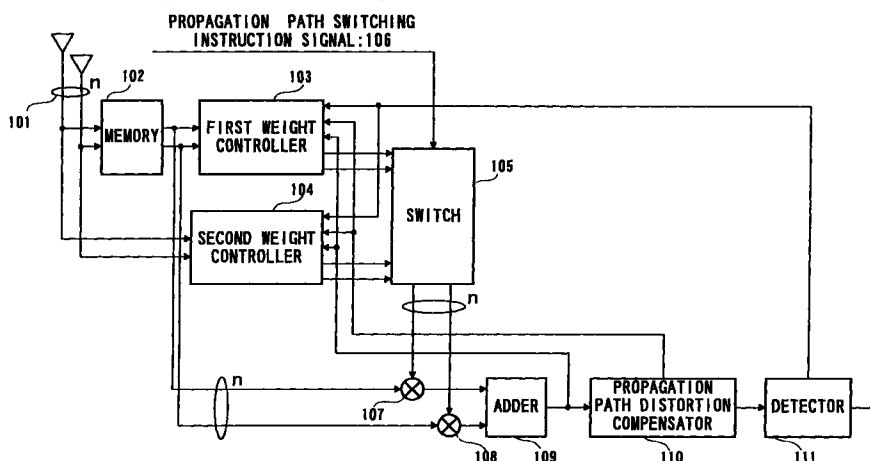 PROPAGATION PATH SWITCHING
INSTRUCTION SIGNAL:106
n
102
103
101
MEMORY
FIRST WEIGHT
CONTROLLER
105
104
SWITCH
SECOND WEIGHT
CONTROLLER
n
n
107
ADDER
PROPAGATION
PATH DISTORTION
COMPENSATOR
DETECTOR
108
109
110
111